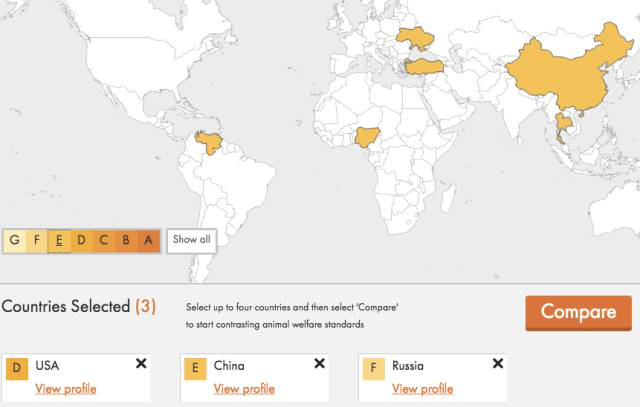 G F E D C B A Show all
Countries Selected (3)
Select up to four countries and then select 'Compare'
to start contrasting animal welfare standards
Compare
D USA
View profile
E China
View profile
F Russia
View profile